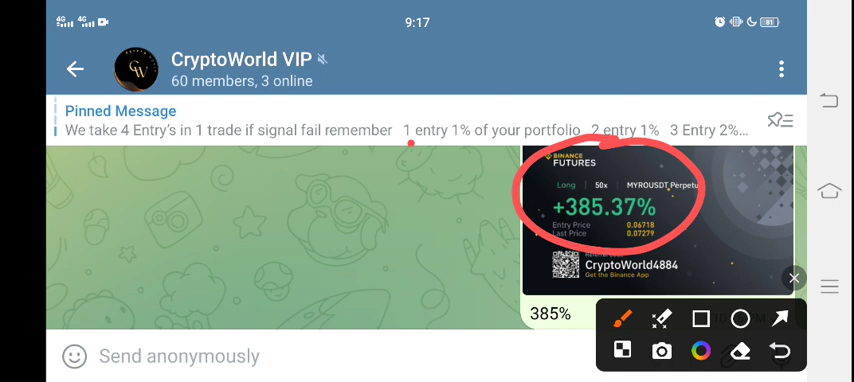 4G 4G 9:17 81
CryptoWorld VIP
60 members, 3 online
Pinned Message
We take 4 Entry's in 1 trade if signal fail remember 1 entry 1% of your portfolio 2 entry 1% 3 Entry 2%...
BINANCE
FUTURES
Long | 50x | MYROUSDT Perpetu
+385.37%
Entry Price 0.06718
Last Price 0.07279
CryptoWorld4884
Get the Binance App
385%
Send anonymously